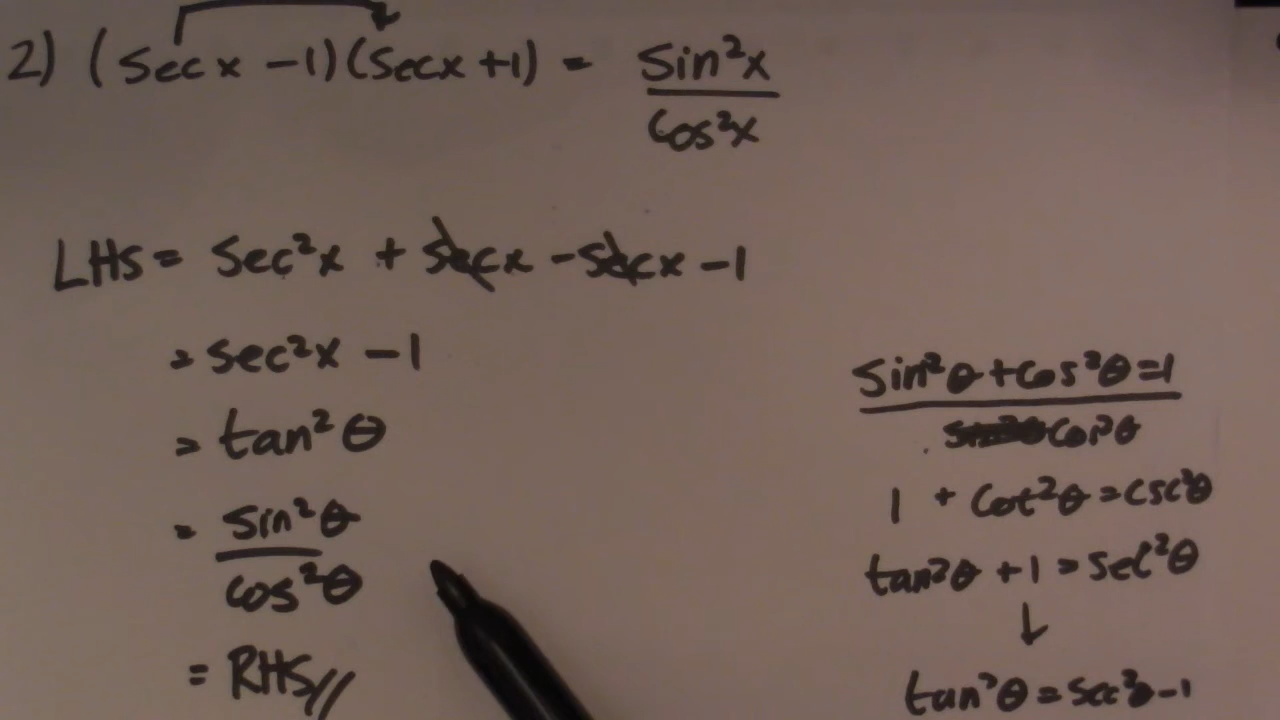 2) (Secx -1)(Secx +1) = Sin²x
Cos²x
LHS = Sec²x + Secx - Secx - 1
= Sec²x - 1
= tan²θ
= Sin²θ
Cos²θ
= RHS//
Sin²θ + Cos²θ = 1
Sin²θ Cos²θ
1 + Cot²θ = CSC²θ
tan²θ + 1 = Sec²θ
↓
tan²θ = Sec²θ - 1